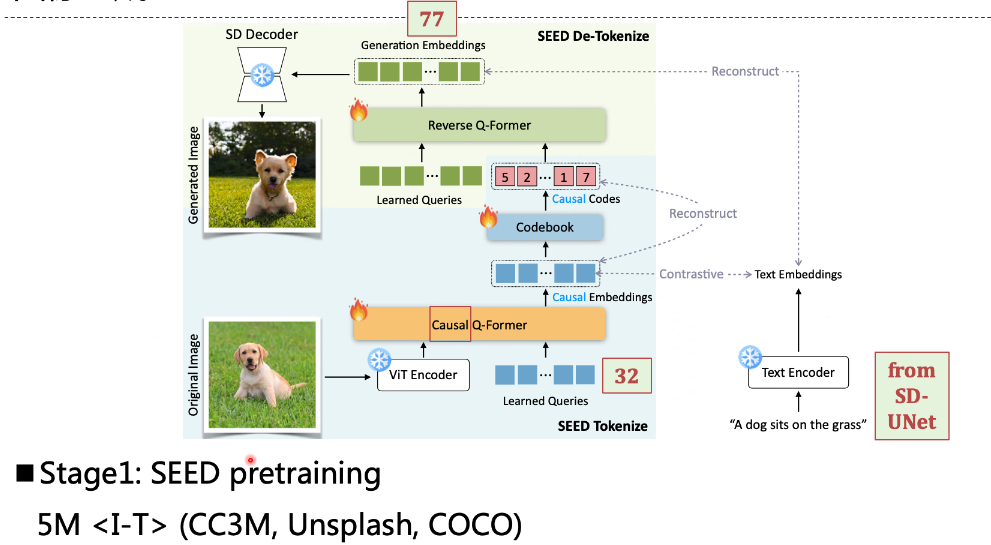 77
SD Decoder
Generation Embeddings
SEED De-Tokenize
Reconstruct
Reverse Q-Former
Generated Image
5 2 ... 1 7
Learned Queries
Causal Codes
Reconstruct
Codebook
Contrastive
Text Embeddings
Causal Embeddings
Causal Q-Former
Original Image
ViT Encoder
32
Learned Queries
Text Encoder
from
SD-
UNet
"A dog sits on the grass"
SEED Tokenize
■ Stage1: SEED pretraining
5M <I-T> (CC3M, Unsplash, COCO)